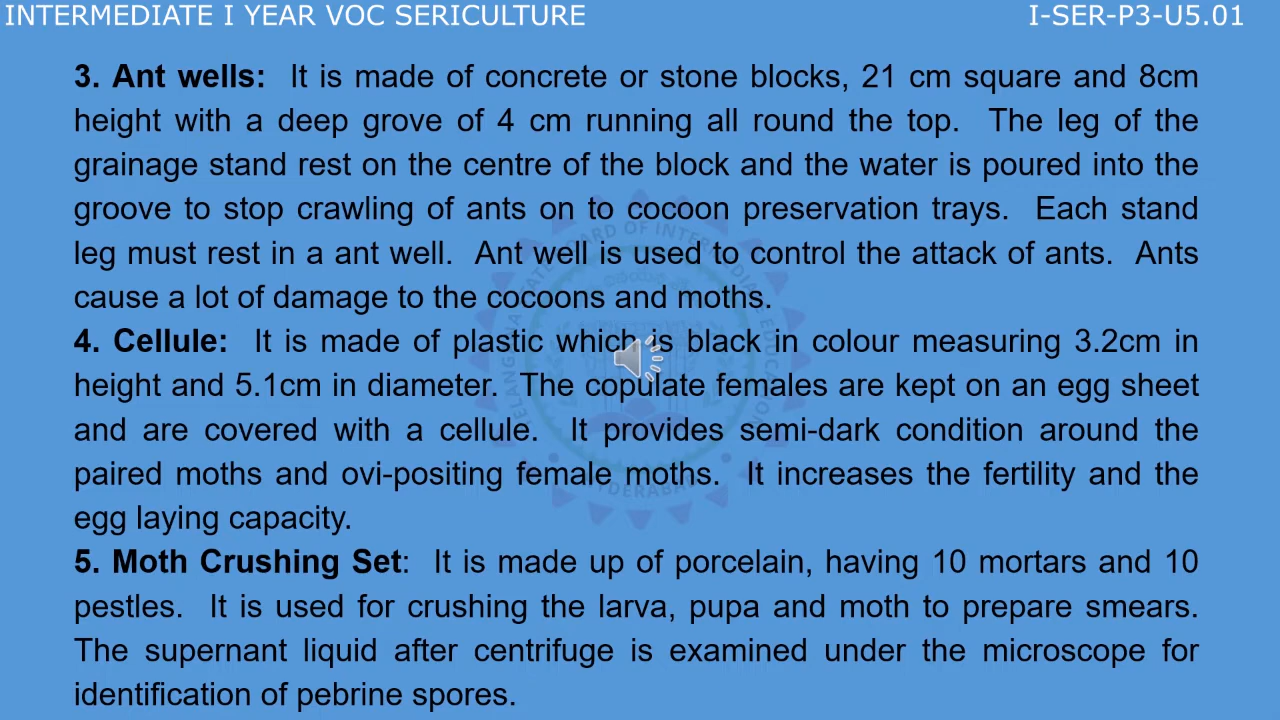 INTERMEDIATE I YEAR VOC SERICULTURE I-SER-P3-U5.01
3. Ant wells: It is made of concrete or stone blocks, 21 cm square and 8cm
height with a deep grove of 4 cm running all round the top. The leg of the
grainage stand rest on the centre of the block and the water is poured into the
groove to stop crawling of ants on to cocoon preservation trays. Each stand
leg must rest in a ant well. Ant well is used to control the attack of ants. Ants
cause a lot of damage to the cocoons and moths.
4. Cellule: It is made of plastic which is black in colour measuring 3.2cm in
height and 5.1cm in diameter. The copulate females are kept on an egg sheet
and are covered with a cellule. It provides semi-dark condition around the
paired moths and ovi-positing female moths. It increases the fertility and the
egg laying capacity.
5. Moth Crushing Set: It is made up of porcelain, having 10 mortars and 10
pestles. It is used for crushing the larva, pupa and moth to prepare smears.
The supernant liquid after centrifuge is examined under the microscope for
identification of pebrine spores.